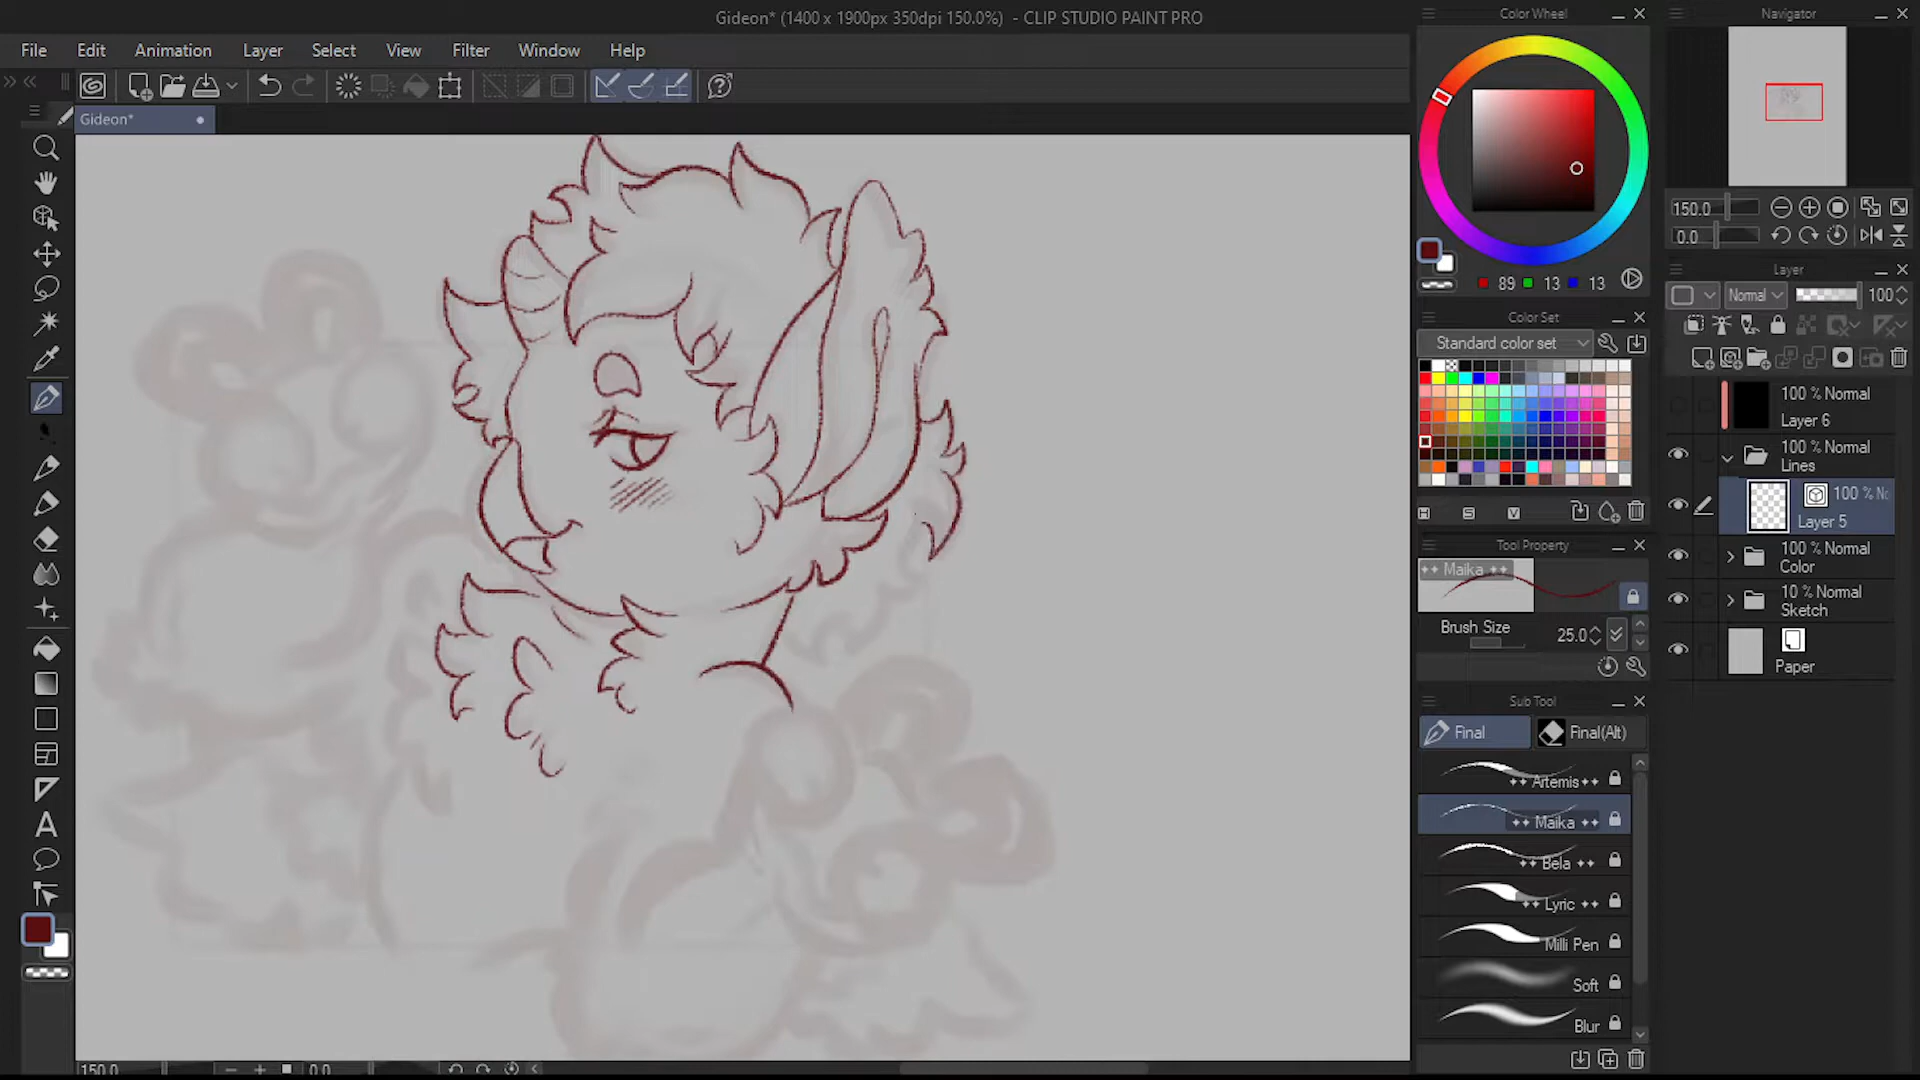 Gideon* (1400 x 1900px 350dpi 150.0%) - CLIP STUDIO PAINT PRO
File Edit Animation Layer Select View Filter Window Help
Gideon*
150.0
0.0
Color Wheel
89 13 13
Color Set
Standard color set
H S V
Tool Property
++ Maika ++
Brush Size 25.0
Sub Tool
Final Final(Alt)
++ Artemis ++
++ Maika ++
++ Bela ++
++ Lyric ++
Milli Pen
Soft
Blur
Navigator
150.0
0.0
Layer
Normal 100
100 % Normal
Layer 6
100 % Normal
Lines
100 % Nc
Layer 5
100 % Normal
Color
10 % Normal
Sketch
Paper